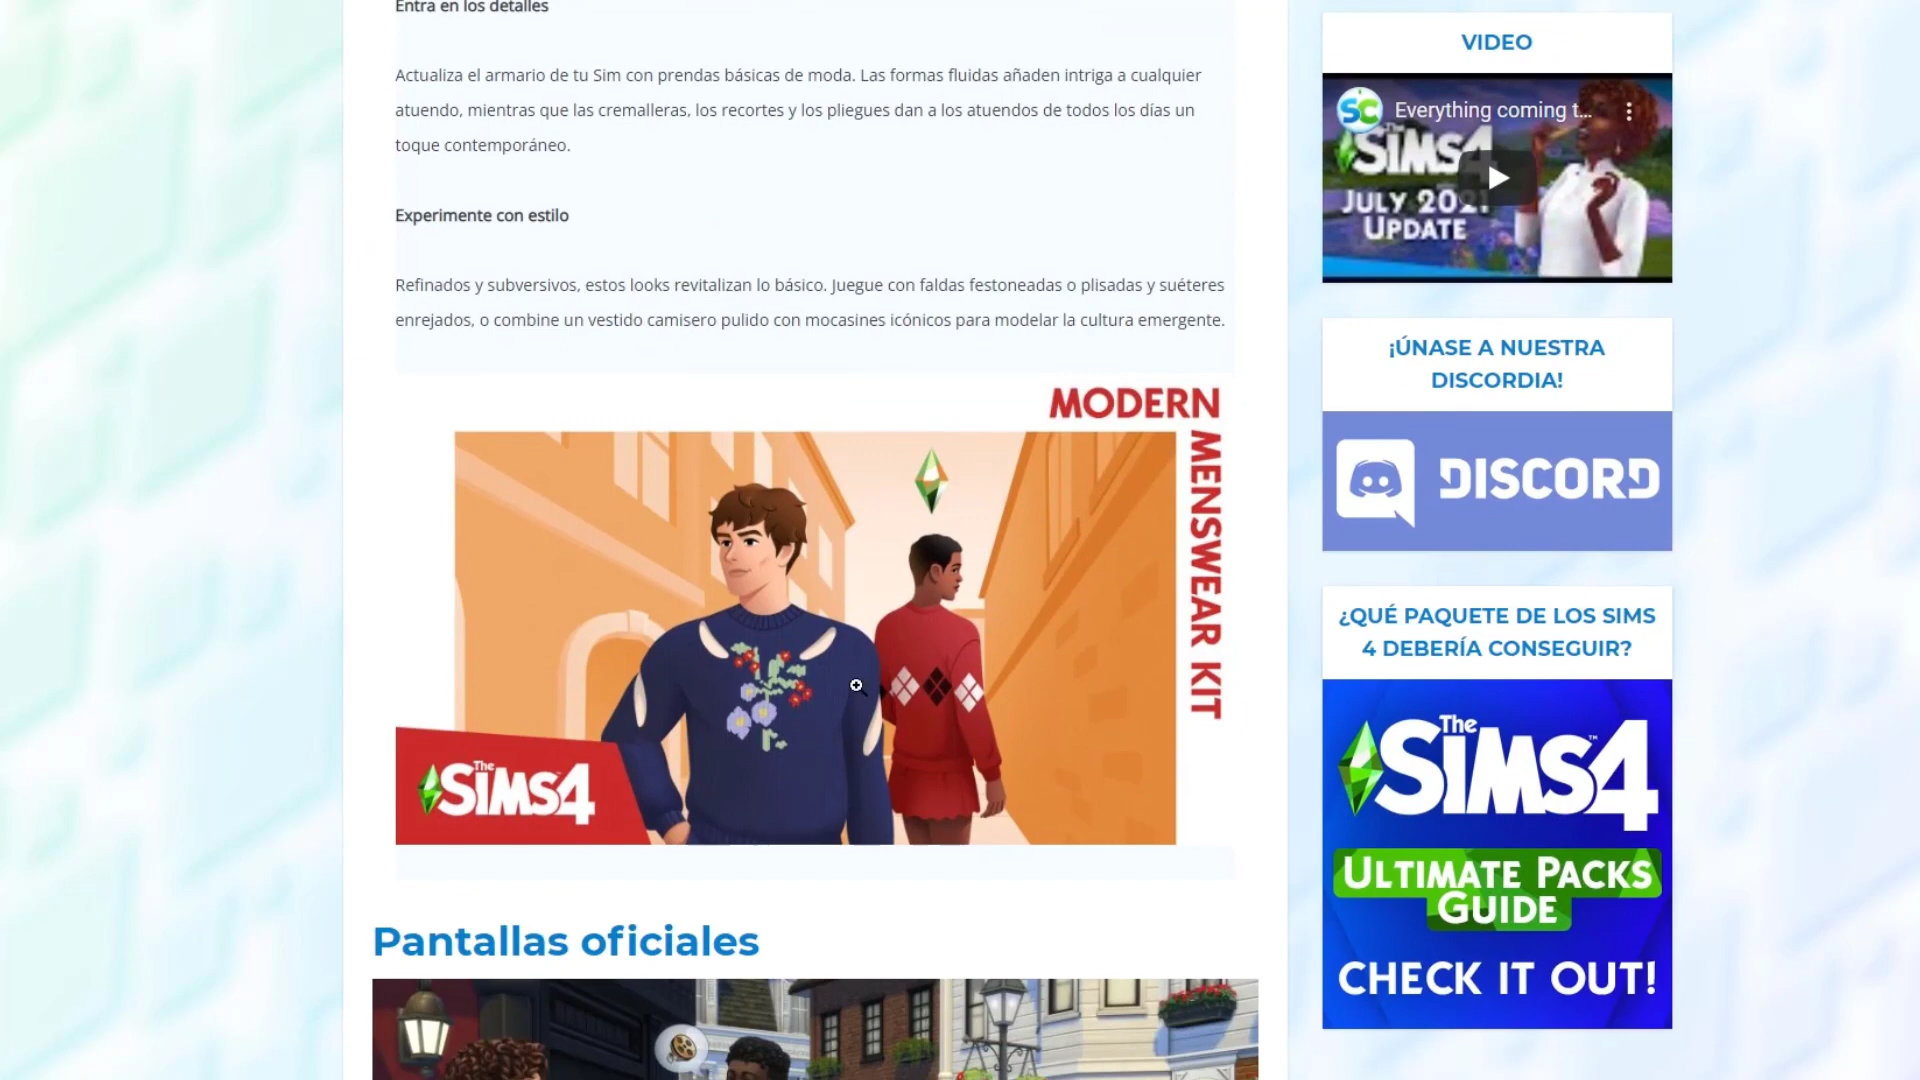 Entra en los detalles
Actualiza el armario de tu Sim con prendas básicas de moda. Las formas fluidas añaden intriga a cualquier
atuendo, mientras que las cremalleras, los recortes y los pliegues dan a los atuendos de todos los días un
toque contemporáneo.
Experimente con estilo
Refinados y subversivos, estos looks revitalizan lo básico. Juegue con faldas festoneadas o plisadas y suéteres
enrejados, o combine un vestido camisero pulido con mocasines icónicos para modelar la cultura emergente.
MODERN
MENSWEAR KIT
The
SIMS4
Pantallas oficiales
VIDEO
Everything coming t...
The
SIMS4
JULY 2021
UPDATE
¡ÚNASE A NUESTRA
DISCORDIA!
DISCORD
¿QUÉ PAQUETE DE LOS SIMS
4 DEBERÍA CONSEGUIR?
The
SIMS4
ULTIMATE PACKS
GUIDE
CHECK IT OUT!